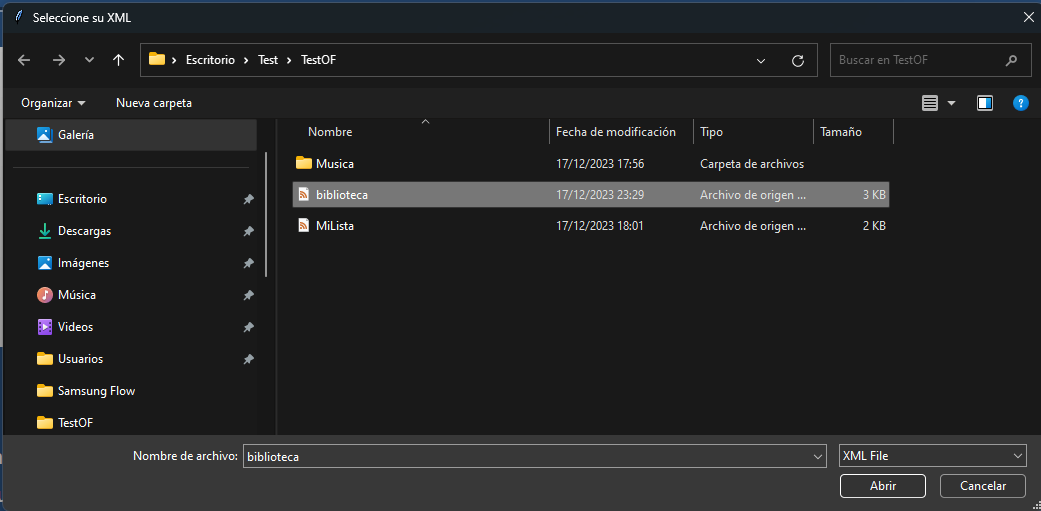 Seleccione su XML
Escritorio Test TestOF
Buscar en TestOF
Organizar Nueva carpeta
Galería
Escritorio
Descargas
Imágenes
Música
Videos
Usuarios
Samsung Flow
TestOF
Nombre Fecha de modificación Tipo Tamaño
Musica 17/12/2023 17:56 Carpeta de archivos
biblioteca 17/12/2023 23:29 Archivo de origen ... 3 KB
MiLista 17/12/2023 18:01 Archivo de origen ... 2 KB
Nombre de archivo: biblioteca XML File
Abrir Cancelar